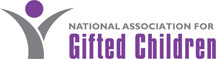 NATIONAL ASSOCIATION FOR
Gifted Children